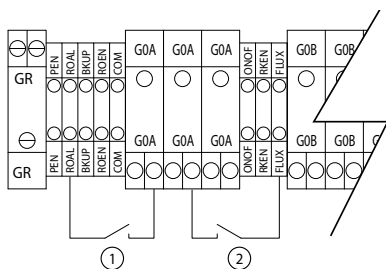 PEN ROAL BKUP ROEN COM G0A G0A G0A ONOF RKEN FLUX G0B G0B
GR
G0A G0A G0A G0B G0B
PEN ROAL BKUP ROEN COM ONOF RKEN FLUX
GR
1 2